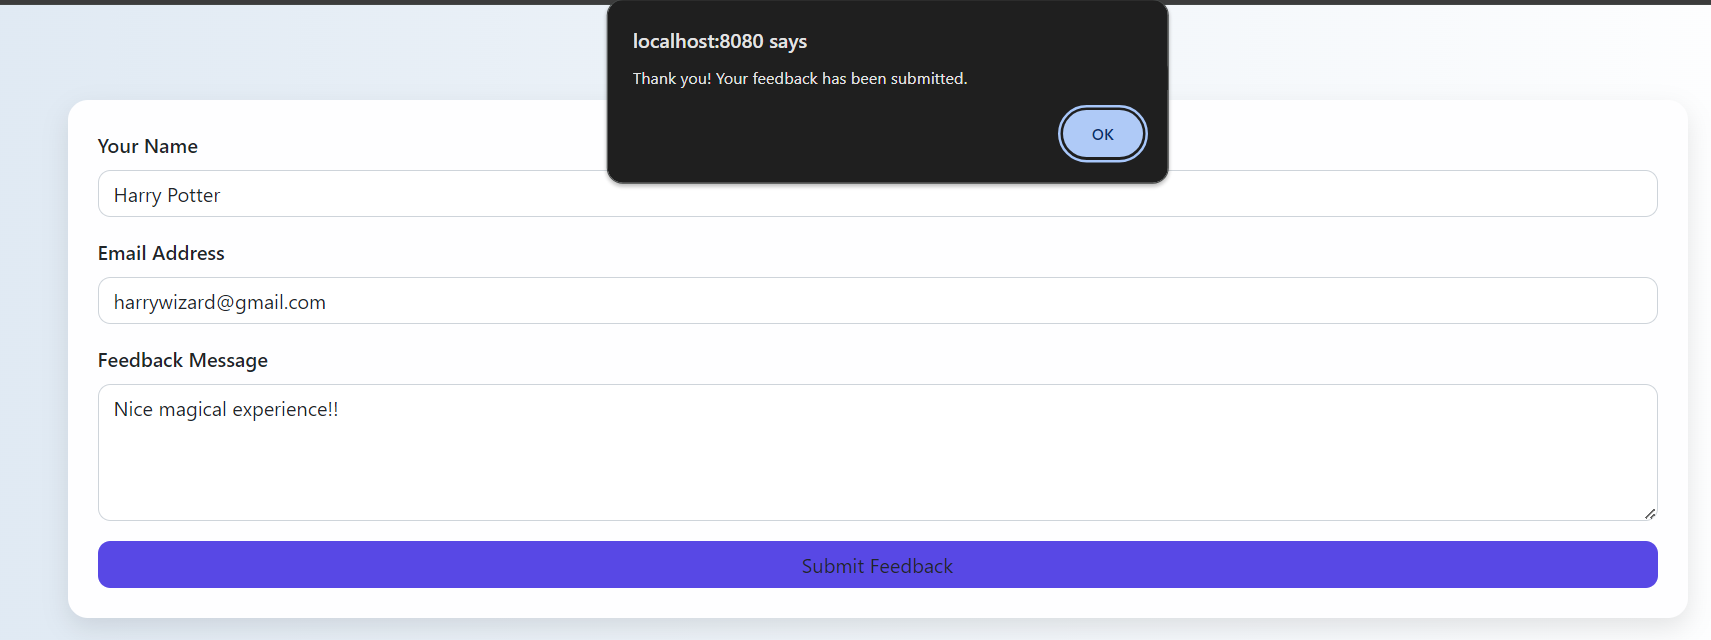 localhost:8080 says
Thank you! Your feedback has been submitted.
OK
Your Name
Harry Potter
Email Address
harrywizard@gmail.com
Feedback Message
Nice magical experience!!
Submit Feedback